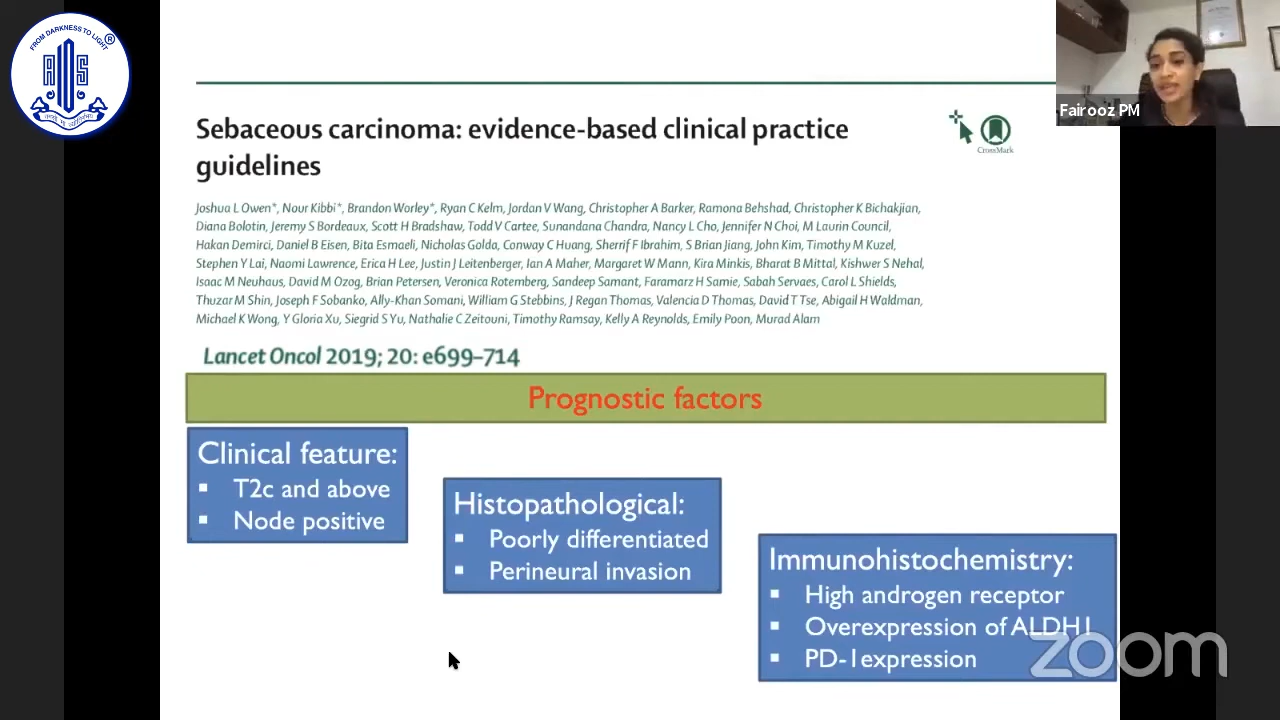 FROM DARKNESS TO LIGHT
®
AIOS
Fairooz PM
Sebaceous carcinoma: evidence-based clinical practice
guidelines
CrossMark
Joshua L Owen*, Nour Kibbi*, Brandon Worley*, Ryan C Kelm, Jordan V Wang, Christopher A Barker, Ramona Behshad, Christopher K Bichakjian,
Diana Bolotin, Jeremy S Bordeaux, Scott H Bradshaw, Todd V Cartee, Sunandana Chandra, Nancy L Cho, Jennifer N Choi, M Laurin Council,
Hakan Demirci, Daniel B Eisen, Bita Esmaeli, Nicholas Golda, Conway C Huang, Sherrif F Ibrahim, S Brian Jiang, John Kim, Timothy M Kuzel,
Stephen Y Lai, Naomi Lawrence, Erica H Lee, Justin J Leitenberger, Ian A Maher, Margaret W Mann, Kira Minkis, Bharat B Mittal, Kishwer S Nehal,
Isaac M Neuhaus, David M Ozog, Brian Petersen, Veronica Rotemberg, Sandeep Samant, Faramarz H Samie, Sabah Servaes, Carol L Shields,
Thuzar M Shin, Joseph F Sobanko, Ally-Khan Somani, William G Stebbins, J Regan Thomas, Valencia D Thomas, David T Tse, Abigail H Waldman,
Michael K Wong, Y Gloria Xu, Siegrid S Yu, Nathalie C Zeitouni, Timothy Ramsay, Kelly A Reynolds, Emily Poon, Murad Alam
Lancet Oncol 2019; 20: e699–714
Prognostic factors
Clinical feature:
▪ T2c and above
▪ Node positive
Histopathological:
▪ Poorly differentiated
▪ Perineural invasion
Immunohistochemistry:
▪ High androgen receptor
▪ Overexpression of ALDH1
▪ PD-1expression
zoom